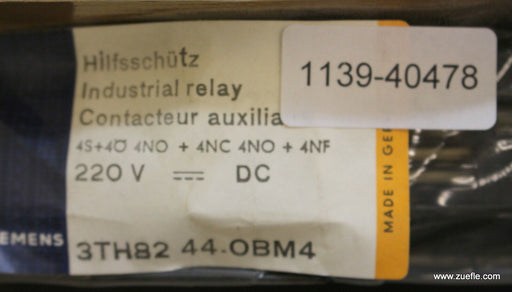 Hilfsschütz
Industrial relay
Contacteur auxilia
1139-40478
4S+4Ö 4NO + 4NC 4NO + 4NF
220 V ⎓ DC
MADE IN GER
EMENS
3TH82 44-0BM4
www.zuefle.com